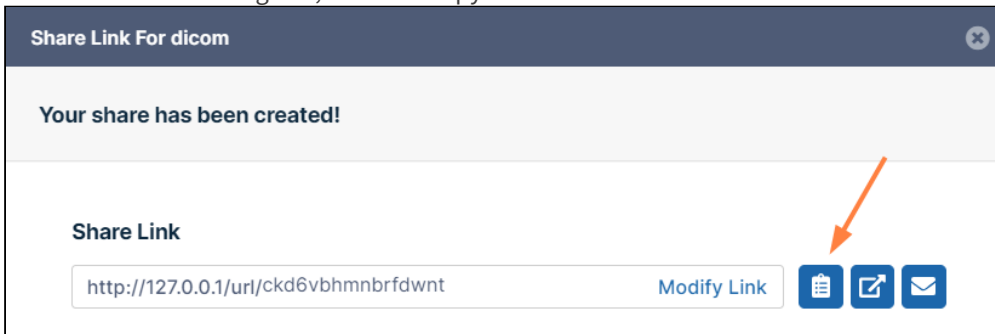 Share Link For dicom
Your share has been created!
Share Link
http://127.0.0.1/url/ckd6vbhmnbrfdwnt Modify Link